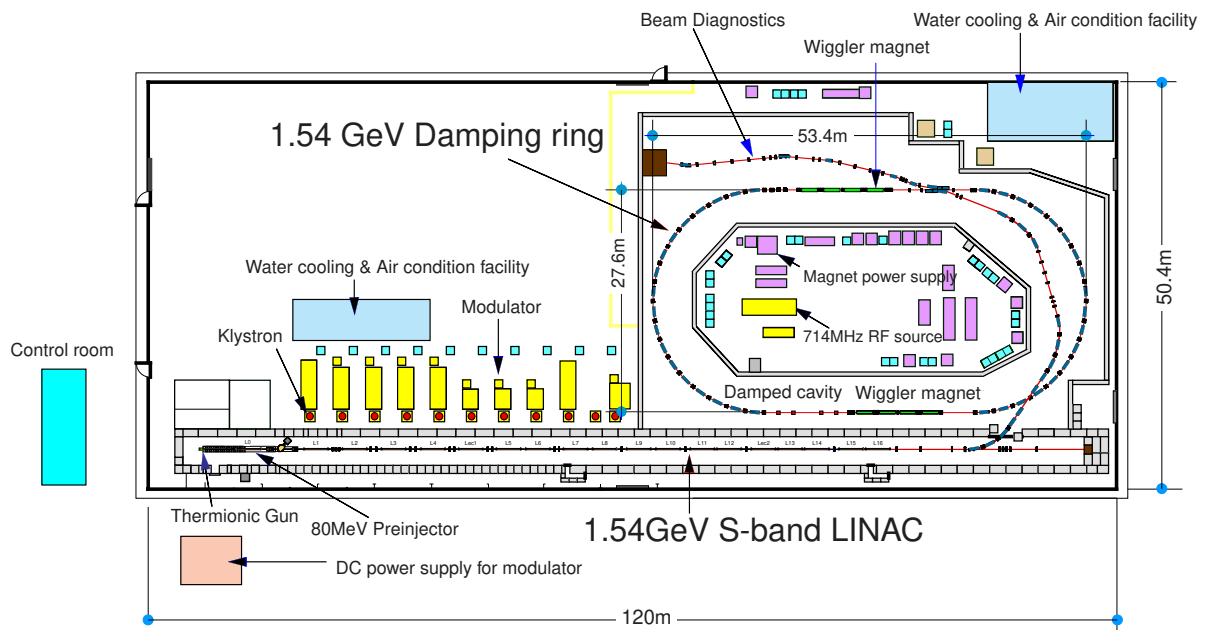 Beam Diagnostics
Water cooling & Air condition facility
Wiggler magnet
1.54 GeV Damping ring
53.4m
27.6m
50.4m
Water cooling & Air condition facility
Magnet power supply
Modulator
Klystron
714MHz RF source
Control room
Damped cavity
Wiggler magnet
L0
L1
L2
L3
L4
Lec1
L5
L6
L7
L8
L9
L10
L11
L12
Lec2
L13
L14
L15
L16
Thermionic Gun
80MeV Preinjector
1.54GeV S-band LINAC
DC power supply for modulator
120m